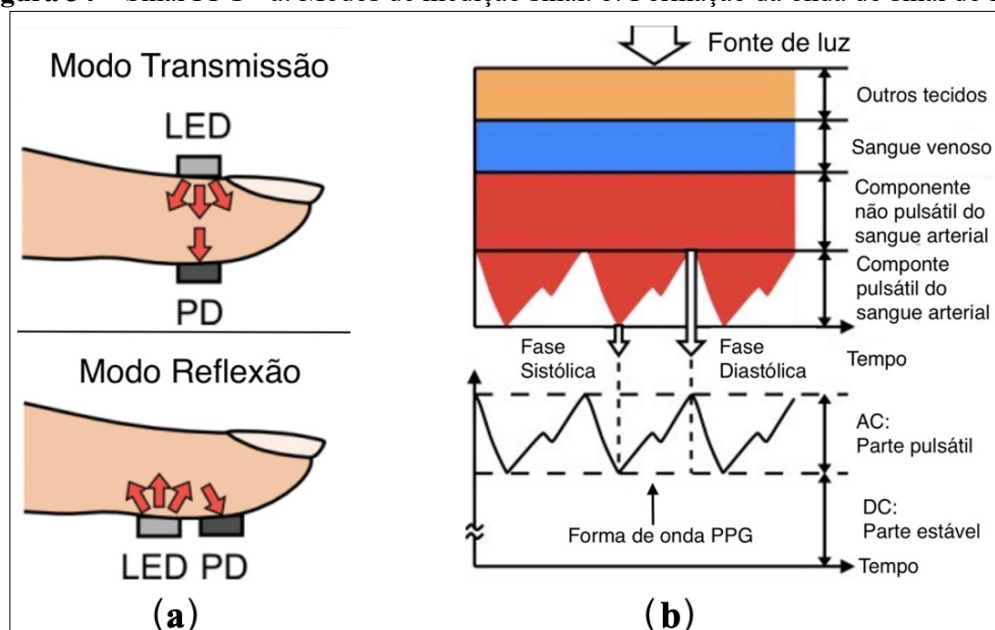 Modo Transmissão
LED
PD
Modo Reflexão
LED PD
(a)
Fonte de luz
Outros tecidos
Sangue venoso
Componente
não pulsátil do
sangue arterial
Componte
pulsátil do
sangue arterial
Fase
Sistólica
Fase
Diastólica
Tempo
AC:
Parte pulsátil
DC:
Parte estável
Forma de onda PPG
Tempo
(b)